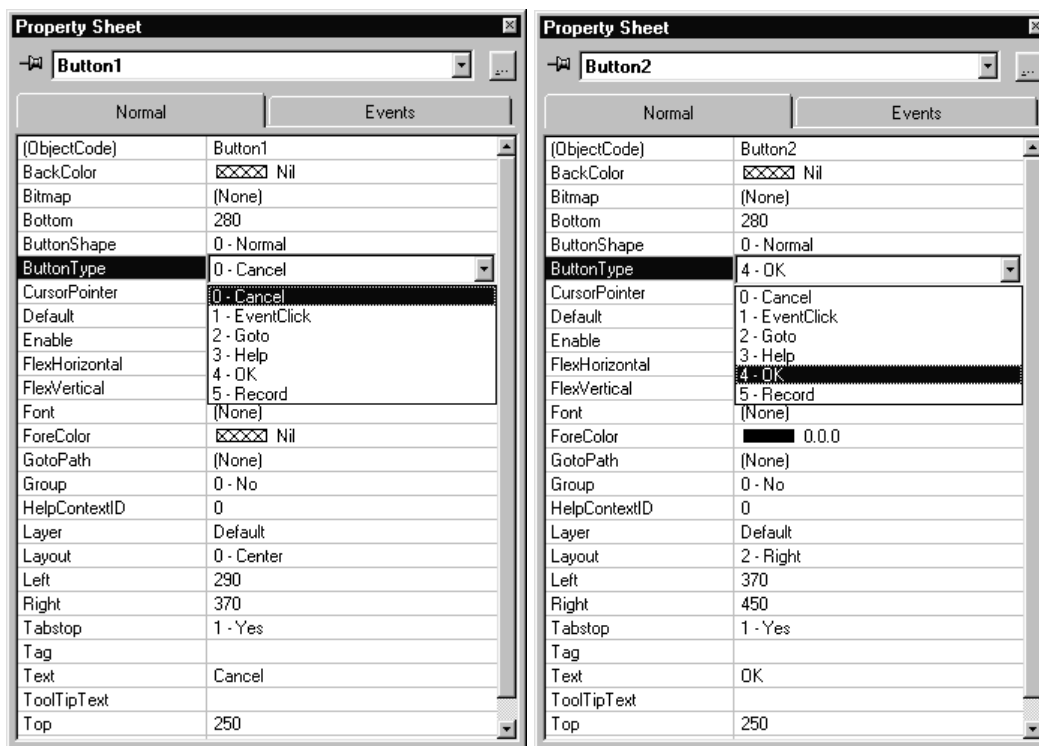 Property Sheet
Button1
...
Normal Events
(ObjectCode) Button1
BackColor Nil
Bitmap (None)
Bottom 280
ButtonShape 0 - Normal
ButtonType 0 - Cancel
CursorPointer 0 - Cancel
Default 1 - EventClick
Enable 2 - Goto
FlexHorizontal 3 - Help
FlexVertical 4 - OK
5 - Record
Font (None)
ForeColor Nil
GotoPath (None)
Group 0 - No
HelpContextID 0
Layer Default
Layout 0 - Center
Left 290
Right 370
Tabstop 1 - Yes
Tag
Text Cancel
ToolTipText
Top 250
Property Sheet
Button2
...
Normal Events
(ObjectCode) Button2
BackColor Nil
Bitmap (None)
Bottom 280
ButtonShape 0 - Normal
ButtonType 4 - OK
CursorPointer 0 - Cancel
Default 1 - EventClick
Enable 2 - Goto
FlexHorizontal 3 - Help
FlexVertical 4 - OK
5 - Record
Font (None)
ForeColor 0.0.0
GotoPath (None)
Group 0 - No
HelpContextID 0
Layer Default
Layout 2 - Right
Left 370
Right 450
Tabstop 1 - Yes
Tag
Text OK
ToolTipText
Top 250